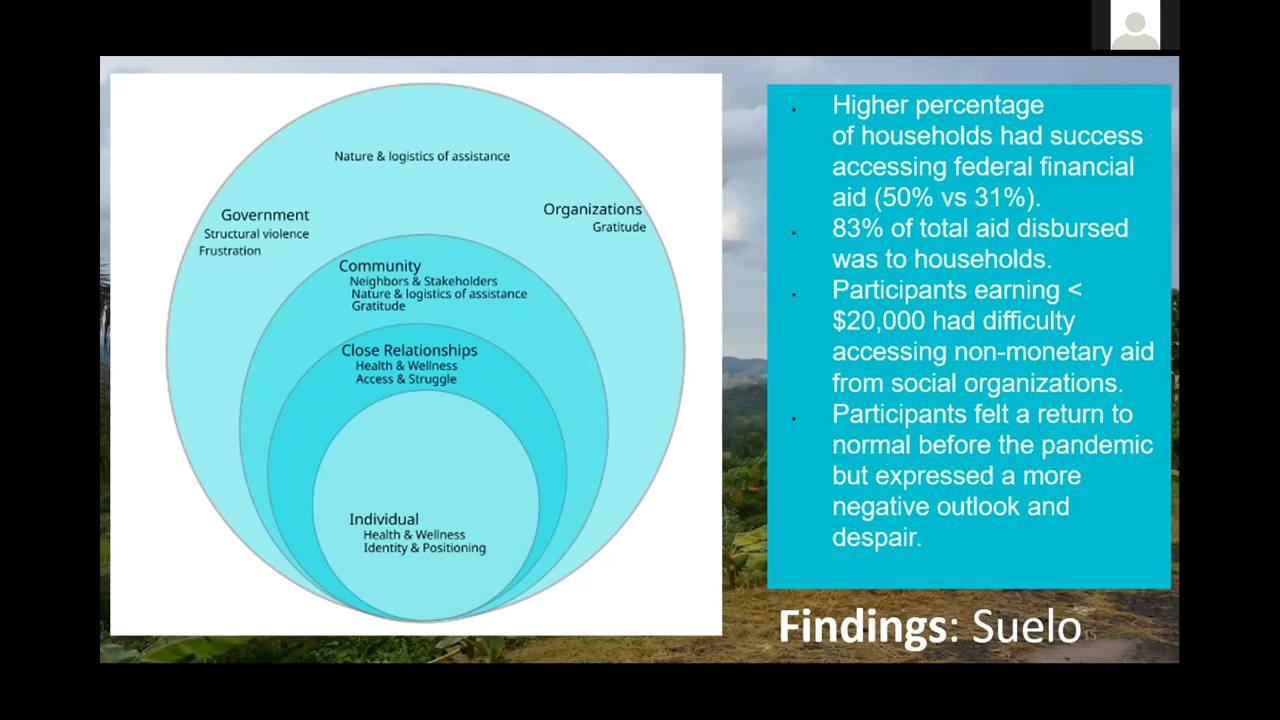 Nature & logistics of assistance
Government
Structural violence
Frustration
Organizations
Gratitude
Community
Neighbors & Stakeholders
Nature & logistics of assistance
Gratitude
Close Relationships
Health & Wellness
Access & Struggle
Individual
Health & Wellness
Identity & Positioning
. Higher percentage
of households had success
accessing federal financial
aid (50% vs 31%).
. 83% of total aid disbursed
was to households.
. Participants earning <
$20,000 had difficulty
accessing non-monetary aid
from social organizations.
. Participants felt a return to
normal before the pandemic
but expressed a more
negative outlook and
despair.
Findings: Suelo
15